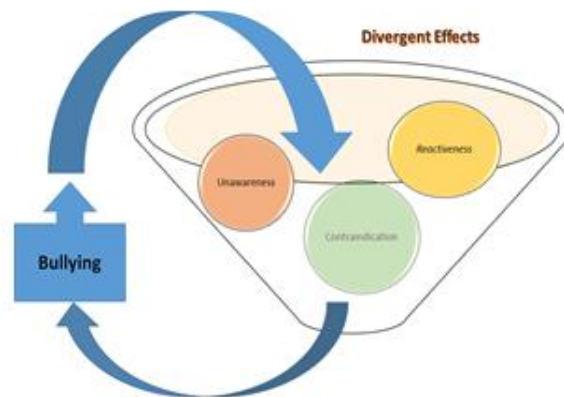 Divergent Effects
Reactiveness
Unawareness
Contraindication
Bullying